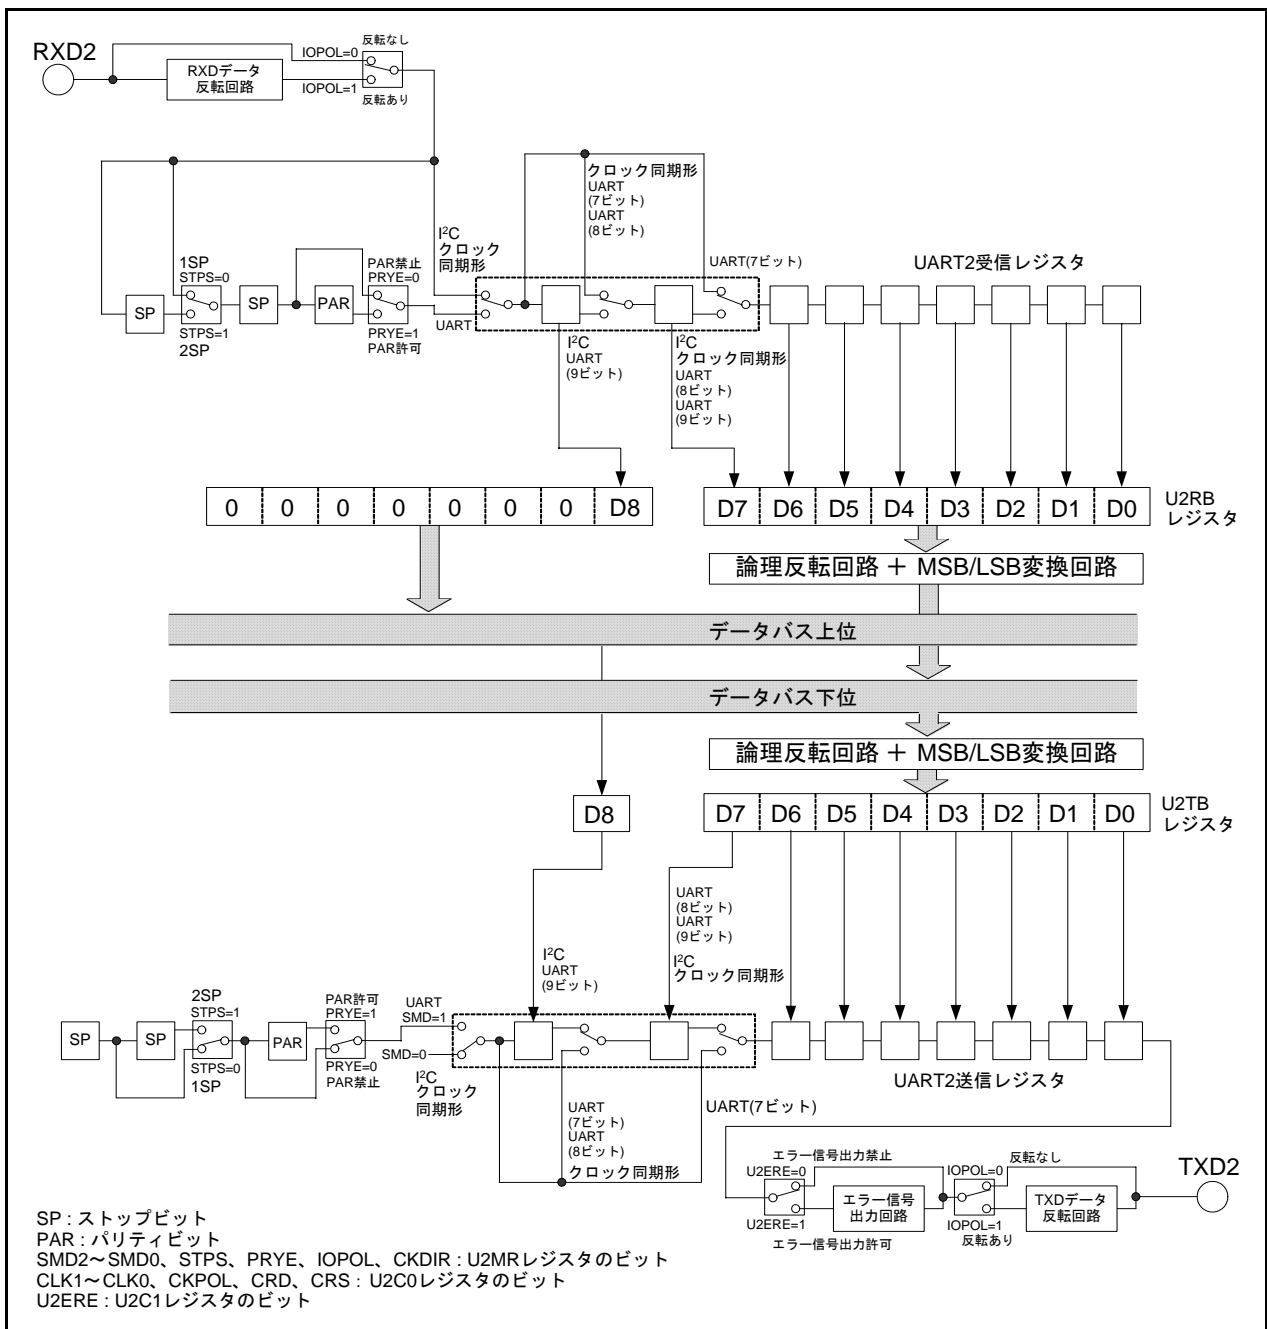 RXD2
反転なし
IOPOL=0
RXDデータ
反転回路
IOPOL=1
反転あり
クロック同期形
UART
(7ビット)
UART
(8ビット)
I²C
クロック
同期形
UART(7ビット)
UART2受信レジスタ
1SP
STPS=0
SP
STPS=1
2SP
SP
PAR
PAR禁止
PRYE=0
PRYE=1
PAR許可
UART
I²C
UART
(9ビット)
I²C
クロック同期形
UART
(8ビット)
UART
(9ビット)
0 0 0 0 0 0 0 D8
D7 D6 D5 D4 D3 D2 D1 D0
U2RB
レジスタ
論理反転回路 + MSB/LSB変換回路
データバス上位
データバス下位
論理反転回路 + MSB/LSB変換回路
D8
D7 D6 D5 D4 D3 D2 D1 D0
U2TB
レジスタ
UART
(8ビット)
UART
(9ビット)
I²C
クロック同期形
I²C
UART
(9ビット)
2SP
STPS=1
SP
SP
STPS=0
1SP
PAR許可
PRYE=1
PAR
PRYE=0
PAR禁止
UART
SMD=1
SMD=0
I²C
クロック
同期形
UART
(7ビット)
UART
(8ビット)
クロック同期形
UART(7ビット)
UART2送信レジスタ
エラー信号出力禁止
U2ERE=0
エラー信号
出力回路
U2ERE=1
エラー信号出力許可
IOPOL=0
反転なし
TXDデータ
反転回路
IOPOL=1
反転あり
TXD2
SP : ストップビット
PAR : パリティビット
SMD2~SMD0、STPS、PRYE、IOPOL、CKDIR : U2MRレジスタのビット
CLK1~CLK0、CKPOL、CRD、CRS : U2C0レジスタのビット
U2ERE : U2C1レジスタのビット